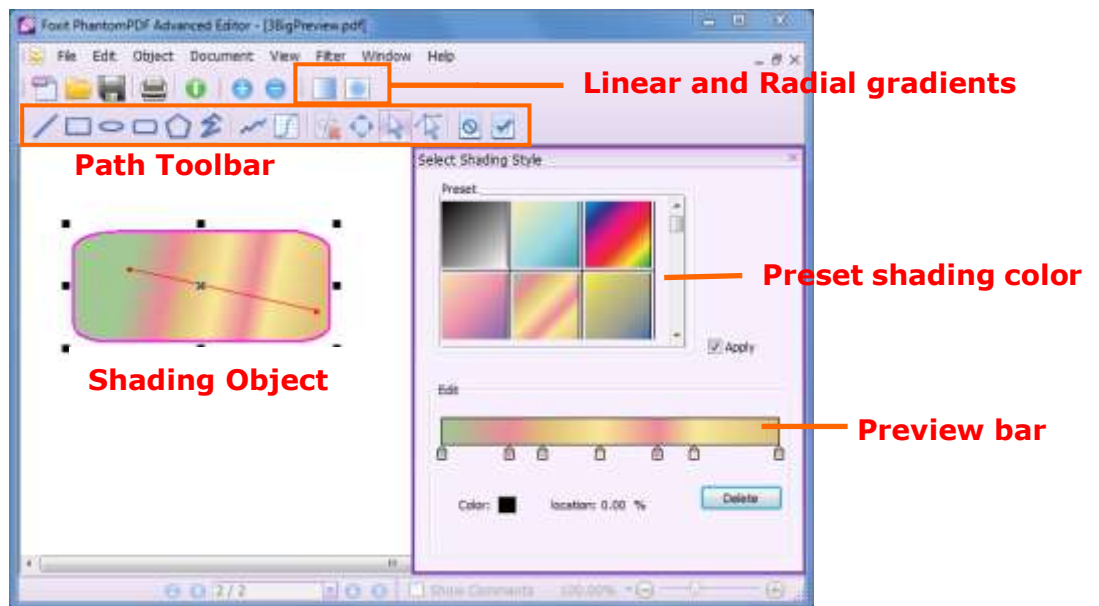 Foxit PhantomPDF Advanced Editor - [3BigPreview.pdf]
File Edit Object Document View Filter Window Help
Linear and Radial gradients
Path Toolbar
Select Shading Style
Preset
Preset shading color
Apply
Shading Object
Edit
Preview bar
Color: location: 0.00 % Delete
2 / 2 Show Comments 100.00%